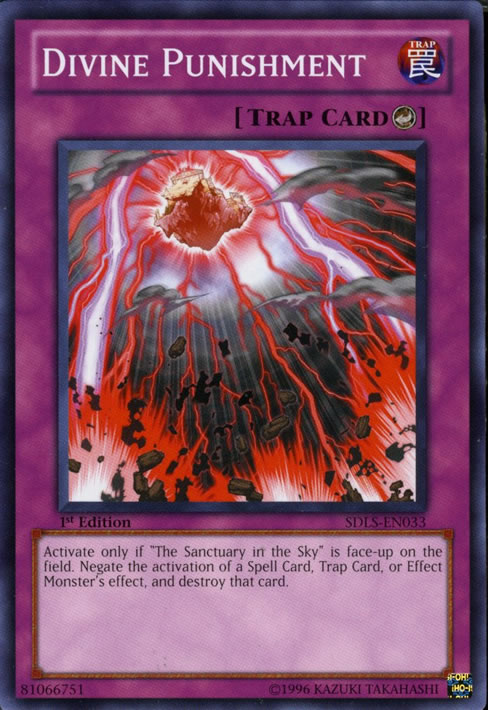 DIVINE PUNISHMENT
TRAP
罠
[TRAP CARD]
1st Edition
SDLS-EN033
Activate only if "The Sanctuary in the Sky" is face-up on the
field. Negate the activation of a Spell Card, Trap Card, or Effect
Monster's effect, and destroy that card.
81066751
©1996 KAZUKI TAKAHASHI